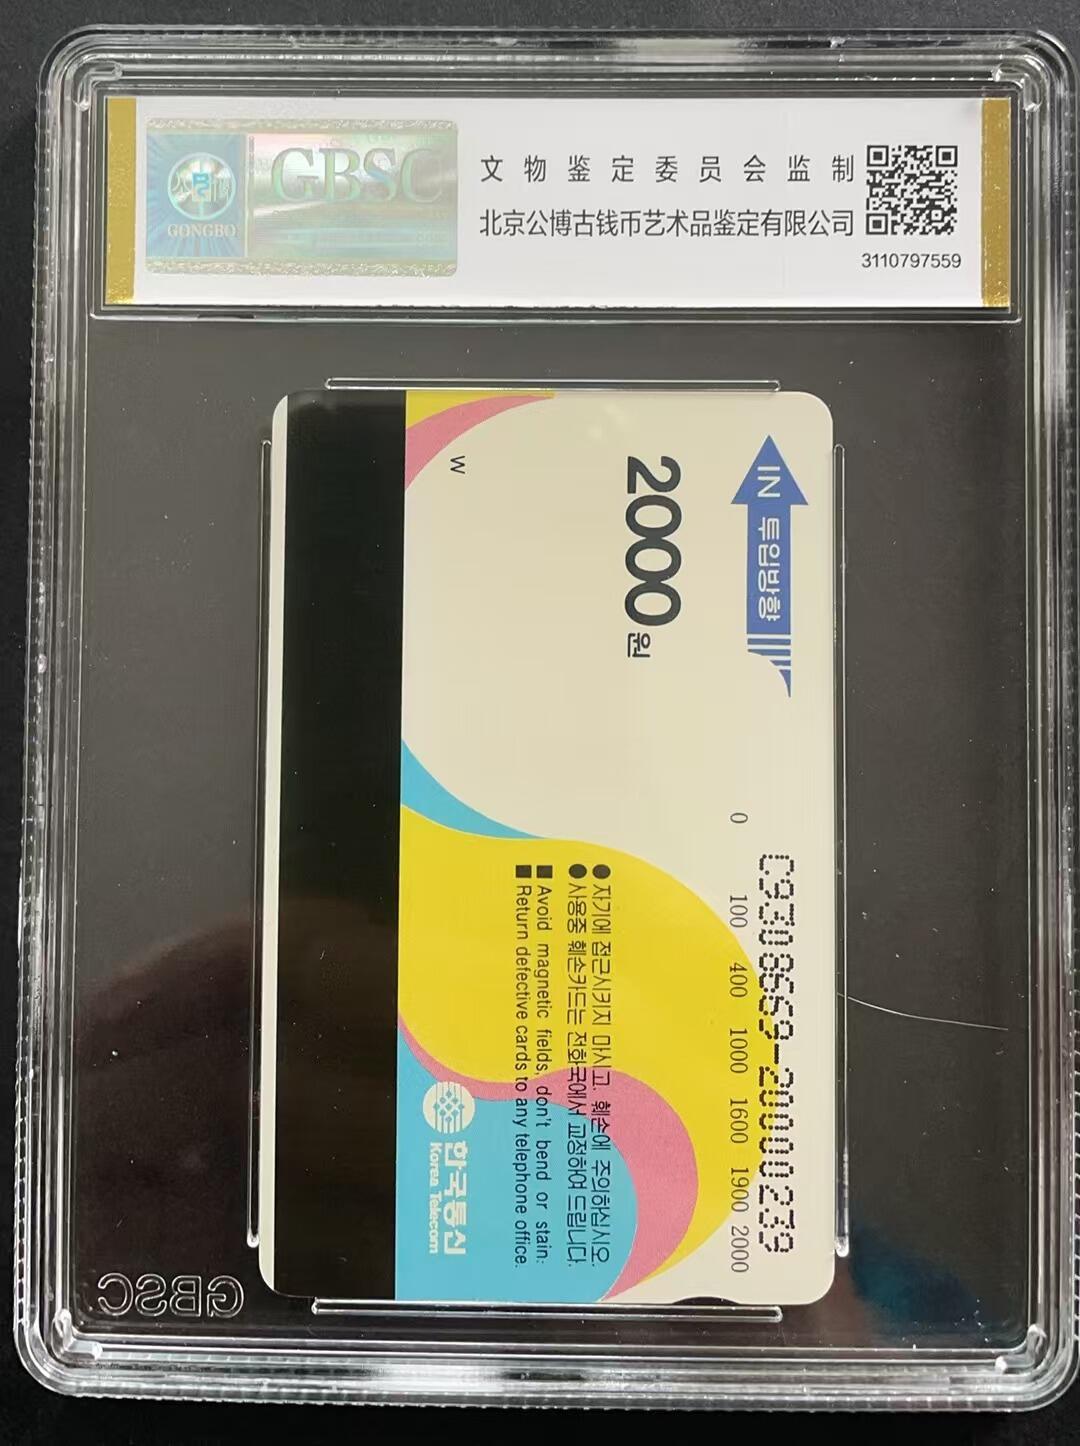 GONGBO
GBSC
文物鉴定委员会监制
北京公博古钱币艺术品鉴定有限公司
3110797559
IN 투입방향
2000원
W
0 100 400 1000 1600 1900 2000
C9308669-20000239
● 자기에 접근시키지 마시고, 훼손에 주의하십시오.
● 사용중 훼손카드는 전화국에서 교정하여 드립니다.
■ Avoid magnetic fields, don't bend or stain.
■ Return defective cards to any telephone office.
한국통신
Korea Telecom
GBSC